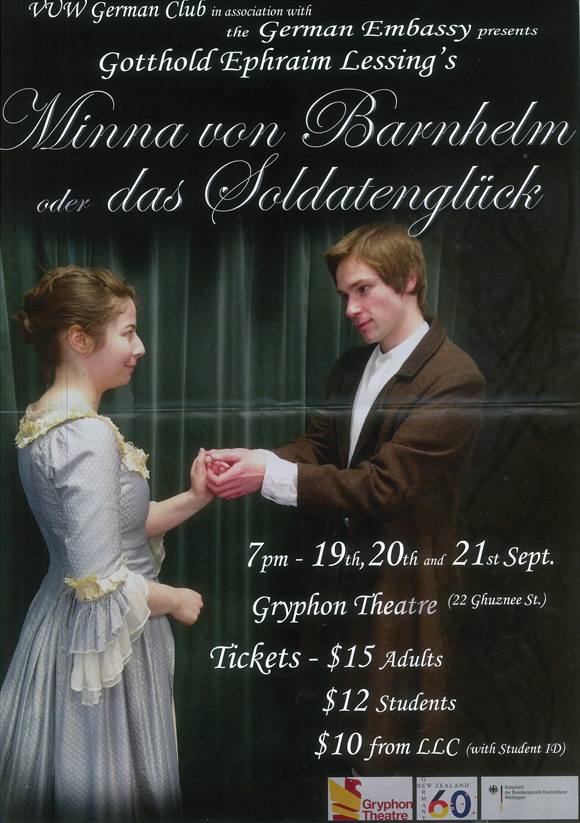 VUW German Club in association with
the German Embassy presents
Gotthold Ephraim Lessing's
Minna von Barnhelm
oder das Soldatenglück
7pm - 19th, 20th and 21st Sept.
Gryphon Theatre (22 Ghuznee St.)
Tickets - $15 Adults
$12 Students
$10 from LLC (with Student ID)
Gryphon
Theatre
NEW ZEALAND
GERMANY
60
Botschaft
der Bundesrepublik Deutschland
Wellington